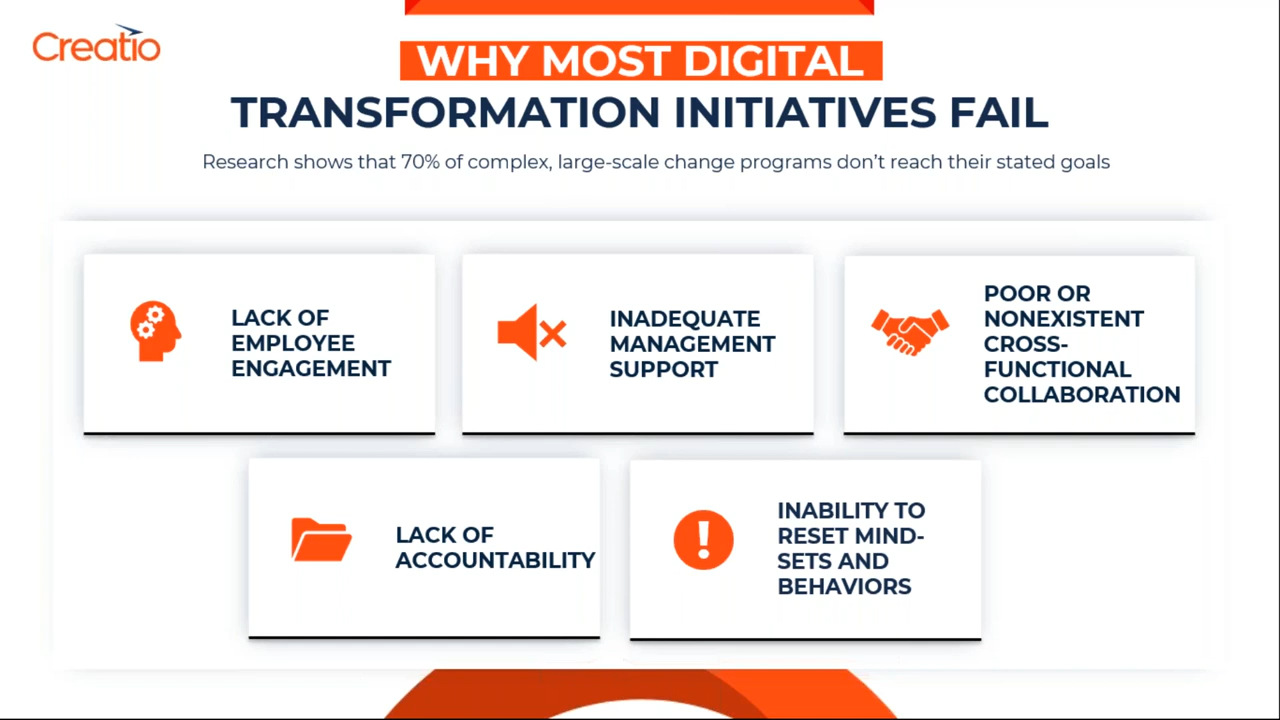 Creatio
WHY MOST DIGITAL
TRANSFORMATION INITIATIVES FAIL
Research shows that 70% of complex, large-scale change programs don't reach their stated goals
LACK OF
EMPLOYEE
ENGAGEMENT
INADEQUATE
MANAGEMENT
SUPPORT
POOR OR
NONEXISTENT
CROSS-
FUNCTIONAL
COLLABORATION
LACK OF
ACCOUNTABILITY
INABILITY TO
RESET MIND-
SETS AND
BEHAVIORS